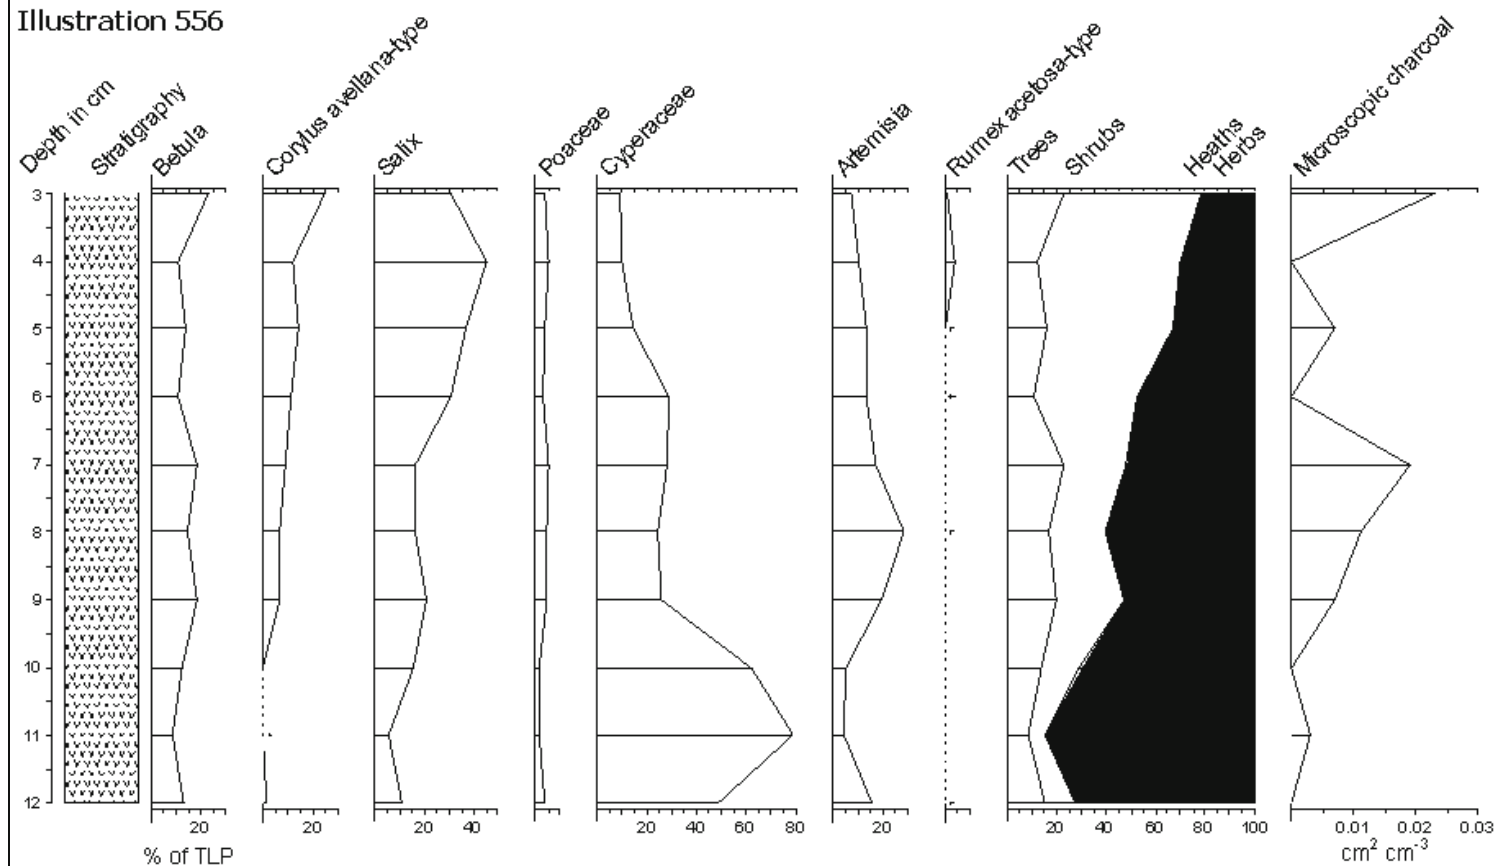 Illustration 556
Depth in cm
Stratigraphy
Betula
Corylus avellana-type
Salix
Poaceae
Cyperaceae
Artemisia
Rumex acetosa-type
Trees
Shrubs
Heaths
Herbs
Microscopic charcoal
3
4
5
6
7
8
9
10
11
12
20 20 20 40 20 40 60 80 20 20 40 60 80 100 0.01 0.02 0.03
% of TLP cm² cm⁻³